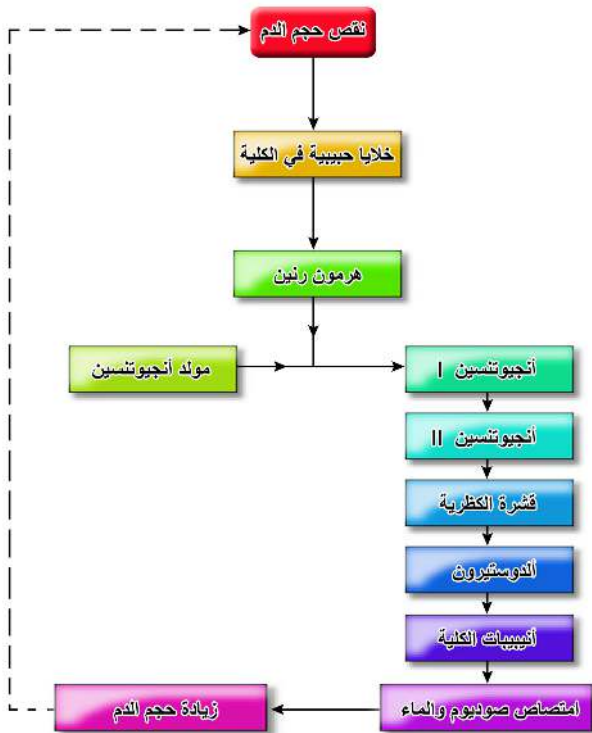 نقص حجم الدم
خلايا حبيبية في الكلية
هرمون رنين
مولد أنجيوتنسين
أنجيوتنسين I
أنجيوتنسين II
قشرة الكظرية
ألدوستيرون
أنيبيبات الكلية
امتصاص صوديوم والماء
زيادة حجم الدم